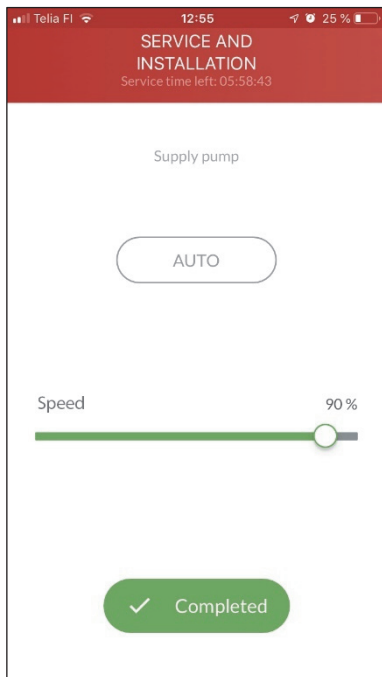 Telia FI 12:55 25 %
SERVICE AND
INSTALLATION
Service time left: 05:58:43
Supply pump
AUTO
Speed 90 %
Completed